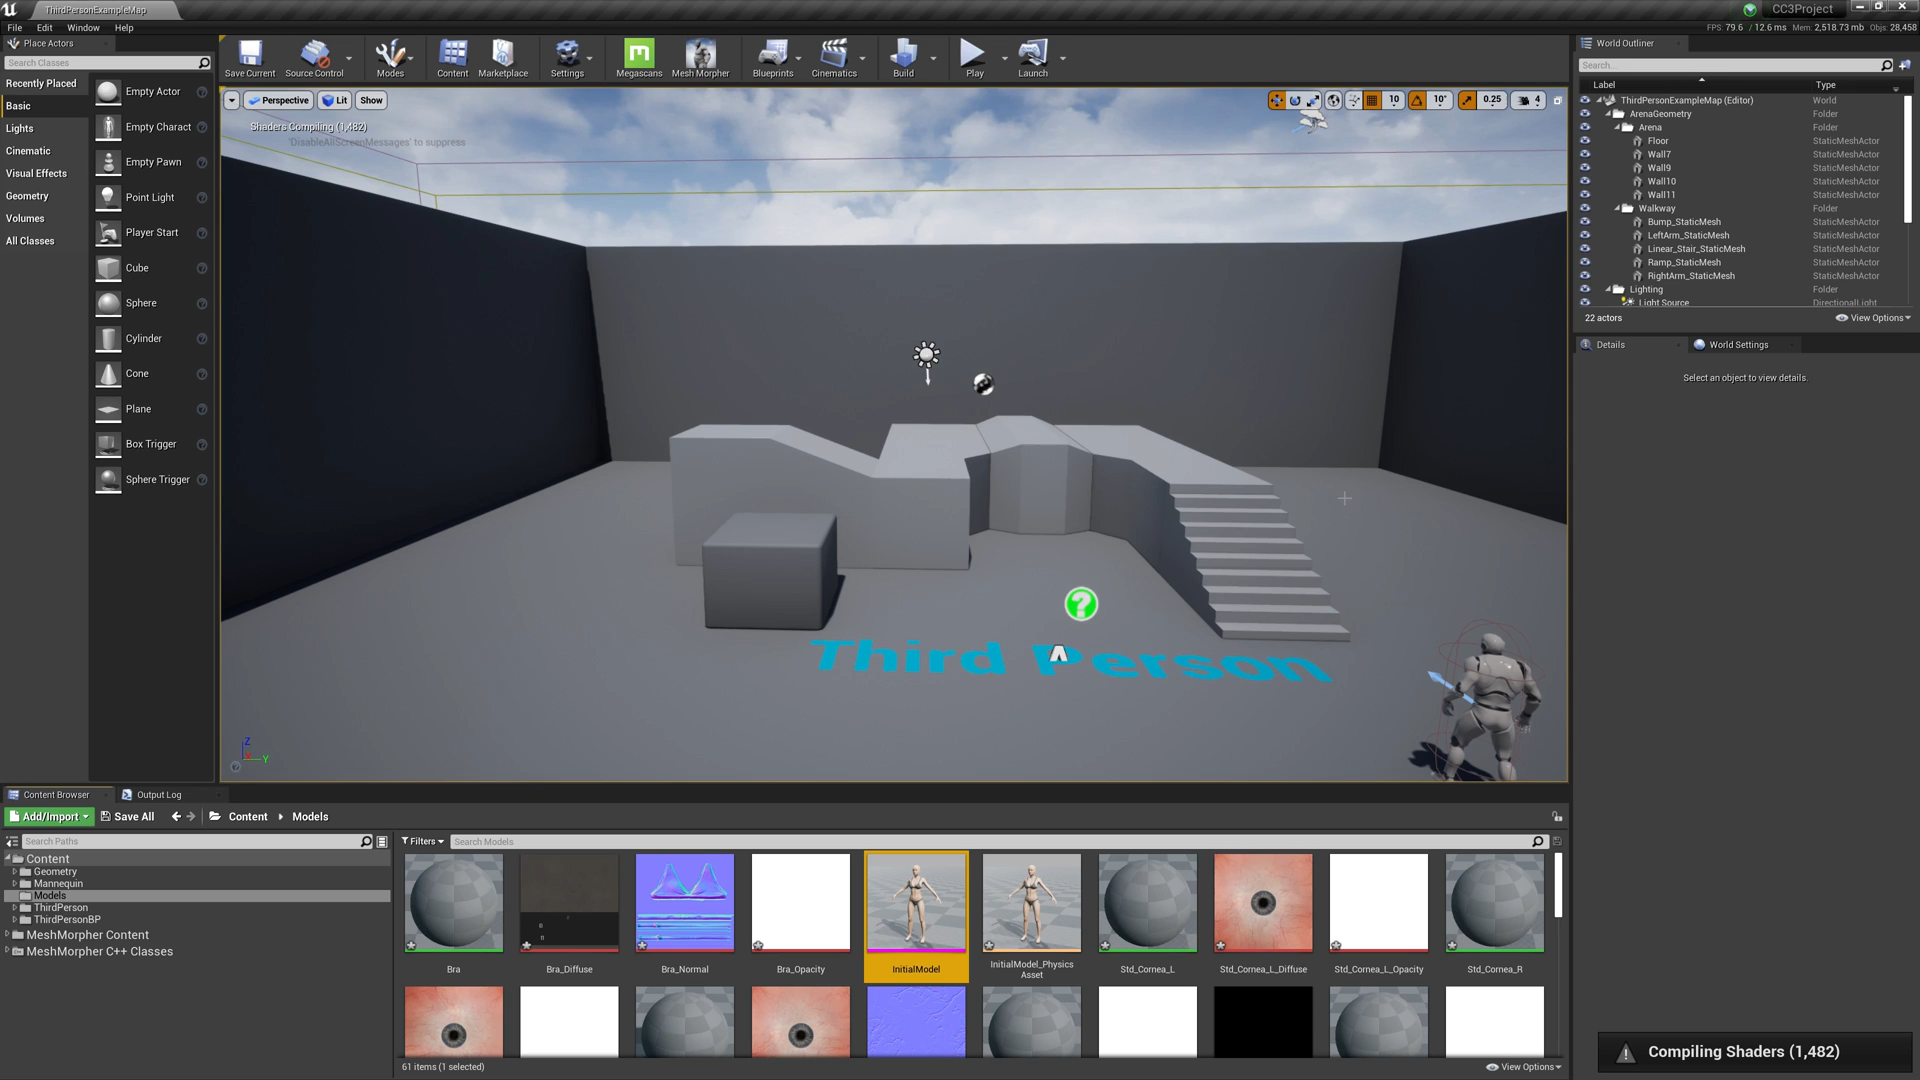 ThirdPersonExampleMap
CC3Project
File Edit Window Help
FPS: 79.6 / 12.6 ms Mem: 2,518.73 mb Objs: 28,458
Place Actors
Search Classes
Recently Placed
Basic
Lights
Cinematic
Visual Effects
Geometry
Volumes
All Classes
Empty Actor
Empty Charact
Empty Pawn
Point Light
Player Start
Cube
Sphere
Cylinder
Cone
Plane
Box Trigger
Sphere Trigger
Save Current
Source Control
Modes
Content
Marketplace
Settings
Megascans
Mesh Morpher
Blueprints
Cinematics
Build
Play
Launch
Perspective
Lit
Show
10
10°
0.25
4
Shaders Compiling (1,482)
'DisableAllScreenMessages' to suppress
Third Person
Z
Y
World Outliner
Search...
Label Type
ThirdPersonExampleMap (Editor) World
ArenaGeometry Folder
Arena Folder
Floor StaticMeshActor
Wall7 StaticMeshActor
Wall9 StaticMeshActor
Wall10 StaticMeshActor
Wall11 StaticMeshActor
Walkway Folder
Bump_StaticMesh StaticMeshActor
LeftArm_StaticMesh StaticMeshActor
Linear_Stair_StaticMesh StaticMeshActor
Ramp_StaticMesh StaticMeshActor
RightArm_StaticMesh StaticMeshActor
Lighting Folder
Light Source DirectionalLight
22 actors
View Options
Details
World Settings
Select an object to view details.
Content Browser
Output Log
Add/Import
Save All
Content
Models
Search Paths
Content
Geometry
Mannequin
Models
ThirdPerson
ThirdPersonBP
MeshMorpher Content
MeshMorpher C++ Classes
Filters
Search Models
Bra
Bra_Diffuse
Bra_Normal
Bra_Opacity
InitialModel
InitialModel_Physics
Asset
Std_Cornea_L
Std_Cornea_L_Diffuse
Std_Cornea_L_Opacity
Std_Cornea_R
61 items (1 selected)
View Options
Compiling Shaders (1,482)